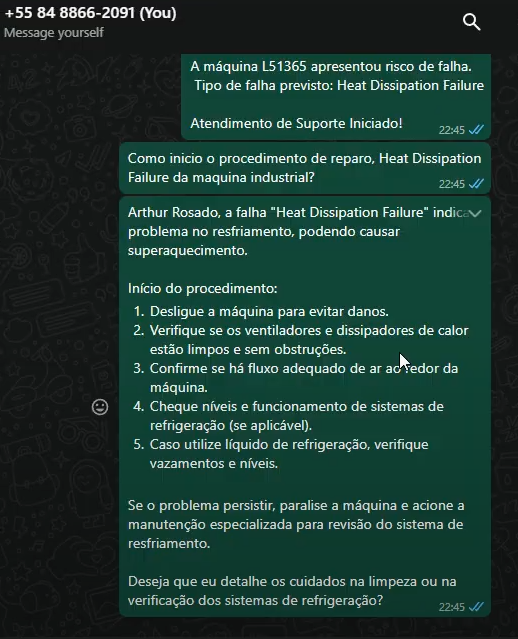 +55 84 8866-2091 (You)
Message yourself
A máquina L51365 apresentou risco de falha.
Tipo de falha previsto: Heat Dissipation Failure
Atendimento de Suporte Iniciado!
22:45
Como inicio o procedimento de reparo, Heat Dissipation
Failure da maquina industrial?
22:45
Arthur Rosado, a falha "Heat Dissipation Failure" indica
problema no resfriamento, podendo causar
superaquecimento.
Início do procedimento:
1. Desligue a máquina para evitar danos.
2. Verifique se os ventiladores e dissipadores de calor
estão limpos e sem obstruções.
3. Confirme se há fluxo adequado de ar ao redor da
máquina.
4. Cheque níveis e funcionamento de sistemas de
refrigeração (se aplicável).
5. Caso utilize líquido de refrigeração, verifique
vazamentos e níveis.
Se o problema persistir, paralise a máquina e acione a
manutenção especializada para revisão do sistema de
resfriamento.
Deseja que eu detalhe os cuidados na limpeza ou na
verificação dos sistemas de refrigeração?
22:45